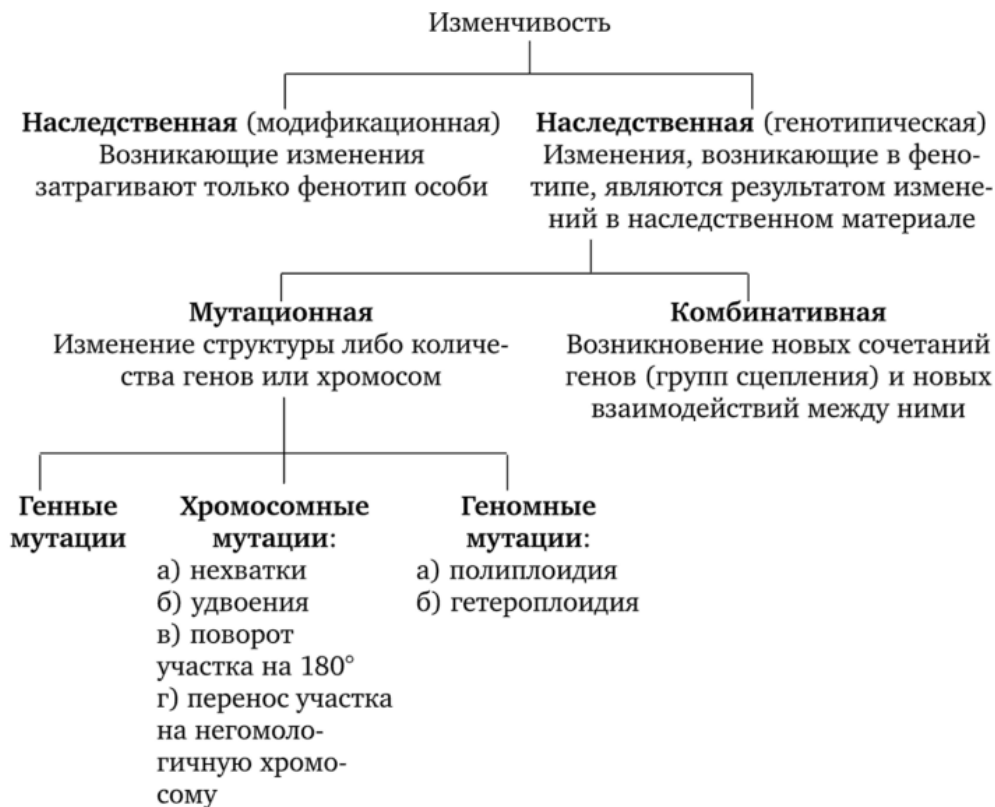 Изменчивость
Наследственная (модификационная)
Возникающие изменения
затрагивают только фенотип особи
Наследственная (генотипическая)
Изменения, возникающие в фено-
типе, являются результатом измене-
ний в наследственном материале
Мутационная
Изменение структуры либо количе-
ства генов или хромосом
Комбинативная
Возникновение новых сочетаний
генов (групп сцепления) и новых
взаимодействий между ними
Генные
мутации
Хромосомные
мутации:
а) нехватки
б) удвоения
в) поворот
участка на 180°
г) перенос участка
на негомоло-
гичную хромо-
сому
Геномные
мутации:
а) полиплоидия
б) гетероплоидия